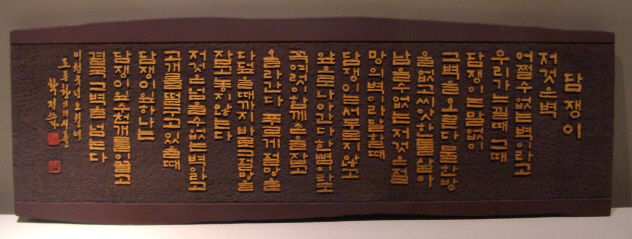 담쟁이
저것은 벽
어쩔 수 없는 벽이라고
우리가 느낄 때 그때
담쟁이는 말없이
그 벽을 오른다 물 한 방
울 없고 씨앗 한 톨 살아
남을 수 없는 저것을 절
망의 벽이라 말할 때
담쟁이는 서두르지 않고
앞으로 나아간다 한 뼘이라도
꼭 여럿이 함께 손을 잡고
올라간다 푸르게 절망을
다 덮을 때까지 바로 그 절망을
잡고 놓지 않는다
저것은 넘을 수 없는 벽이라고
고개를 떨구고 있을 때
담쟁이 잎 하나는
담쟁이 잎 수천 개를 이끌고
결국 그 벽을 넘는다
도종환